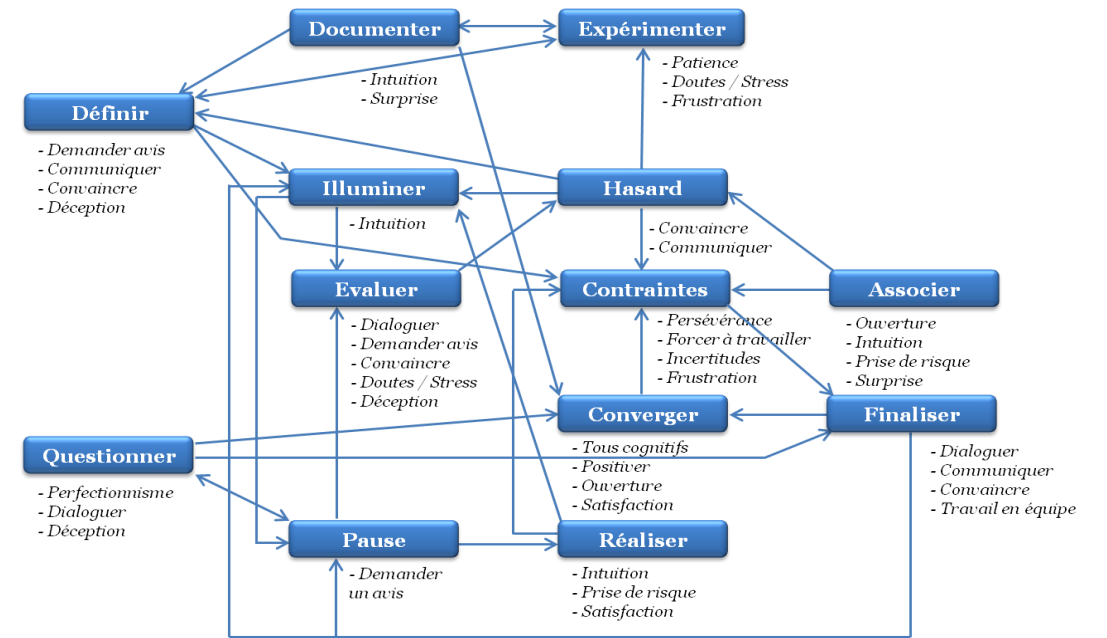 Documenter
Expérimenter
- Intuition
- Surprise
- Patience
- Doutes / Stress
- Frustration
Définir
- Demander avis
- Communiquer
- Convaincre
- Déception
Illuminer
- Intuition
Hasard
- Convaincre
- Communiquer
Evaluer
- Dialoguer
- Demander avis
- Convaincre
- Doutes / Stress
- Déception
Contraintes
- Persévérance
- Forcer à travailler
- Incertitudes
- Frustration
Associer
- Ouverture
- Intuition
- Prise de risque
- Surprise
Converger
- Tous cognitifs
- Positiver
- Ouverture
- Satisfaction
Finaliser
- Dialoguer
- Communiquer
- Convaincre
- Travail en équipe
Questionner
- Perfectionnisme
- Dialoguer
- Déception
Pause
- Demander
un avis
Réaliser
- Intuition
- Prise de risque
- Satisfaction